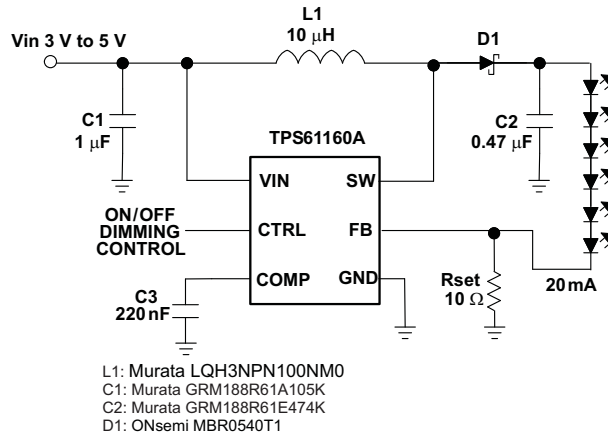 L1
10 μH
Vin 3 V to 5 V
D1
C1
1 μF
C2
0.47 μF
TPS61160A
VIN
SW
ON/OFF
DIMMING
CONTROL
CTRL
FB
COMP
GND
C3
220 nF
Rset
10 Ω
20 mA
L1: Murata LQH3NPN100NM0
C1: Murata GRM188R61A105K
C2: Murata GRM188R61E474K
D1: ONsemi MBR0540T1